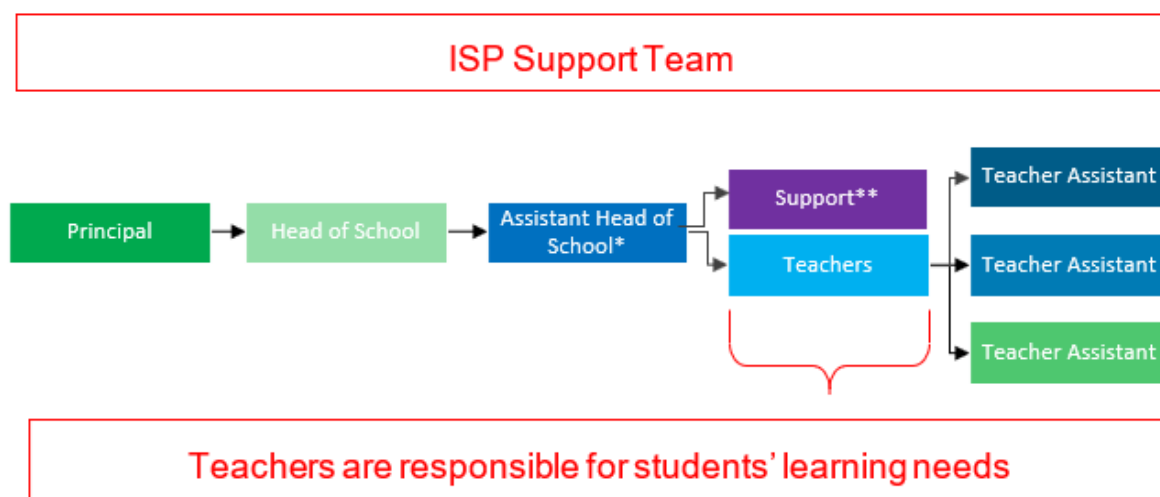 ISP Support Team
Principal
Head of School
Assistant Head of
School*
Support**
Teachers
Teacher Assistant
Teacher Assistant
Teacher Assistant
Teachers are responsible for students’ learning needs